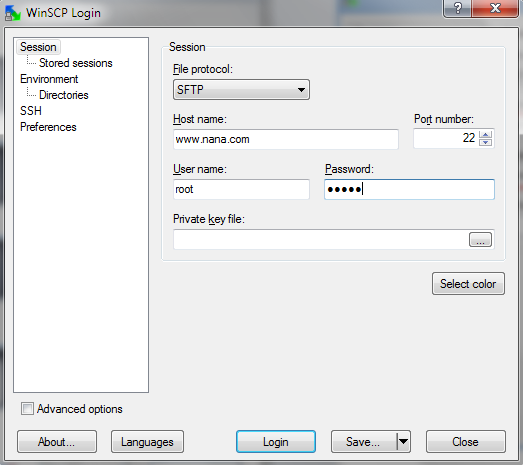 WinSCP Login
?
Session
Stored sessions
Environment
Directories
SSH
Preferences
Session
File protocol:
SFTP
Host name:
Port number:
www.nana.com
22
User name:
Password:
root
●●●●●
Private key file:
...
Select color
Advanced options
About...
Languages
Login
Save...
Close